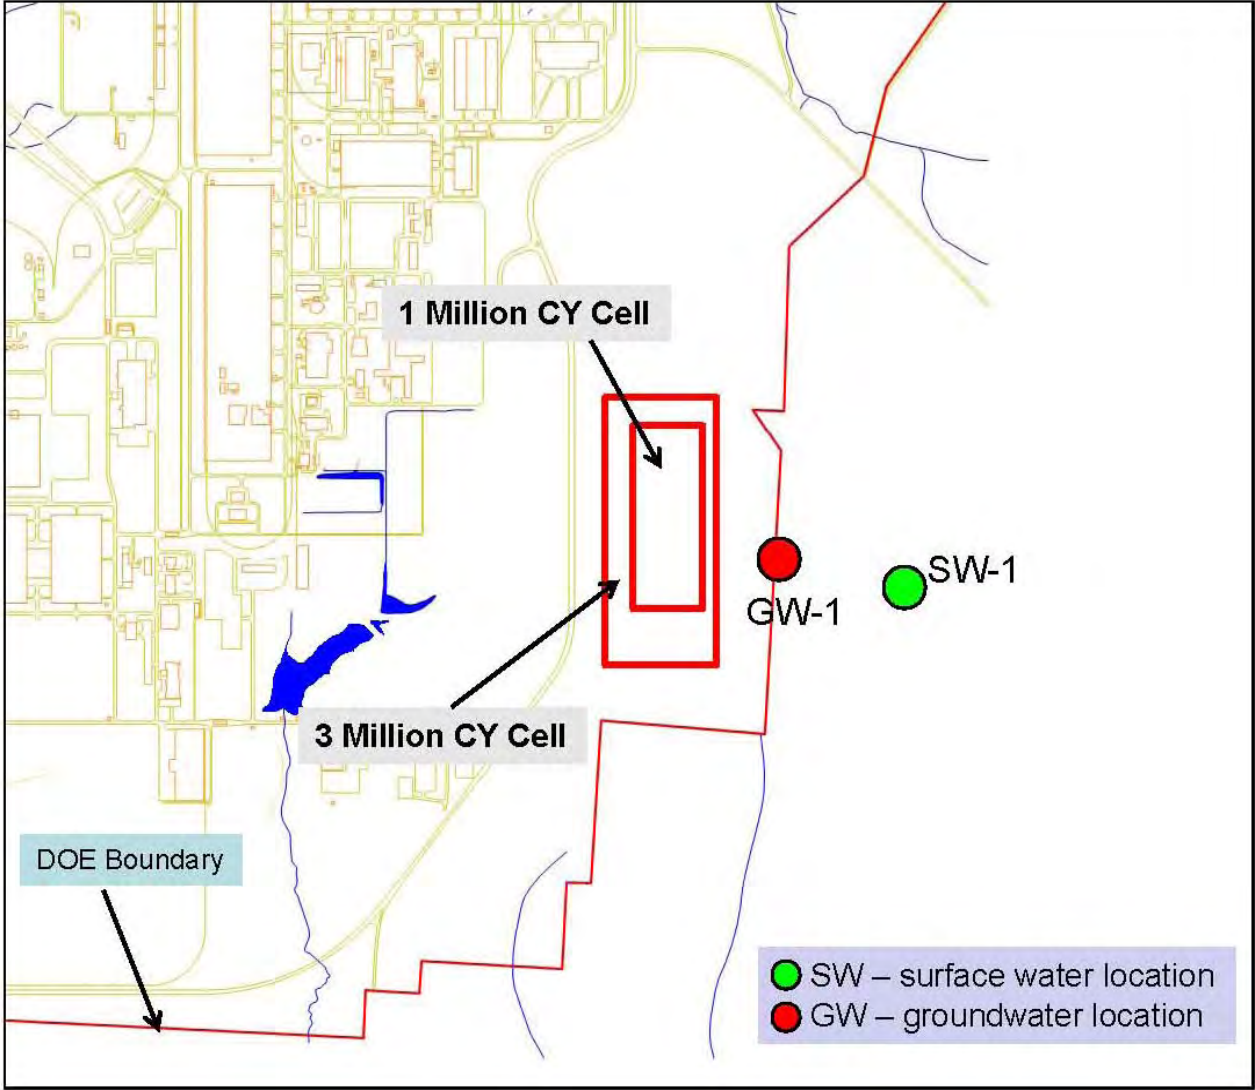 1 Million CY Cell
SW-1
GW-1
3 Million CY Cell
DOE Boundary
SW – surface water location
GW – groundwater location